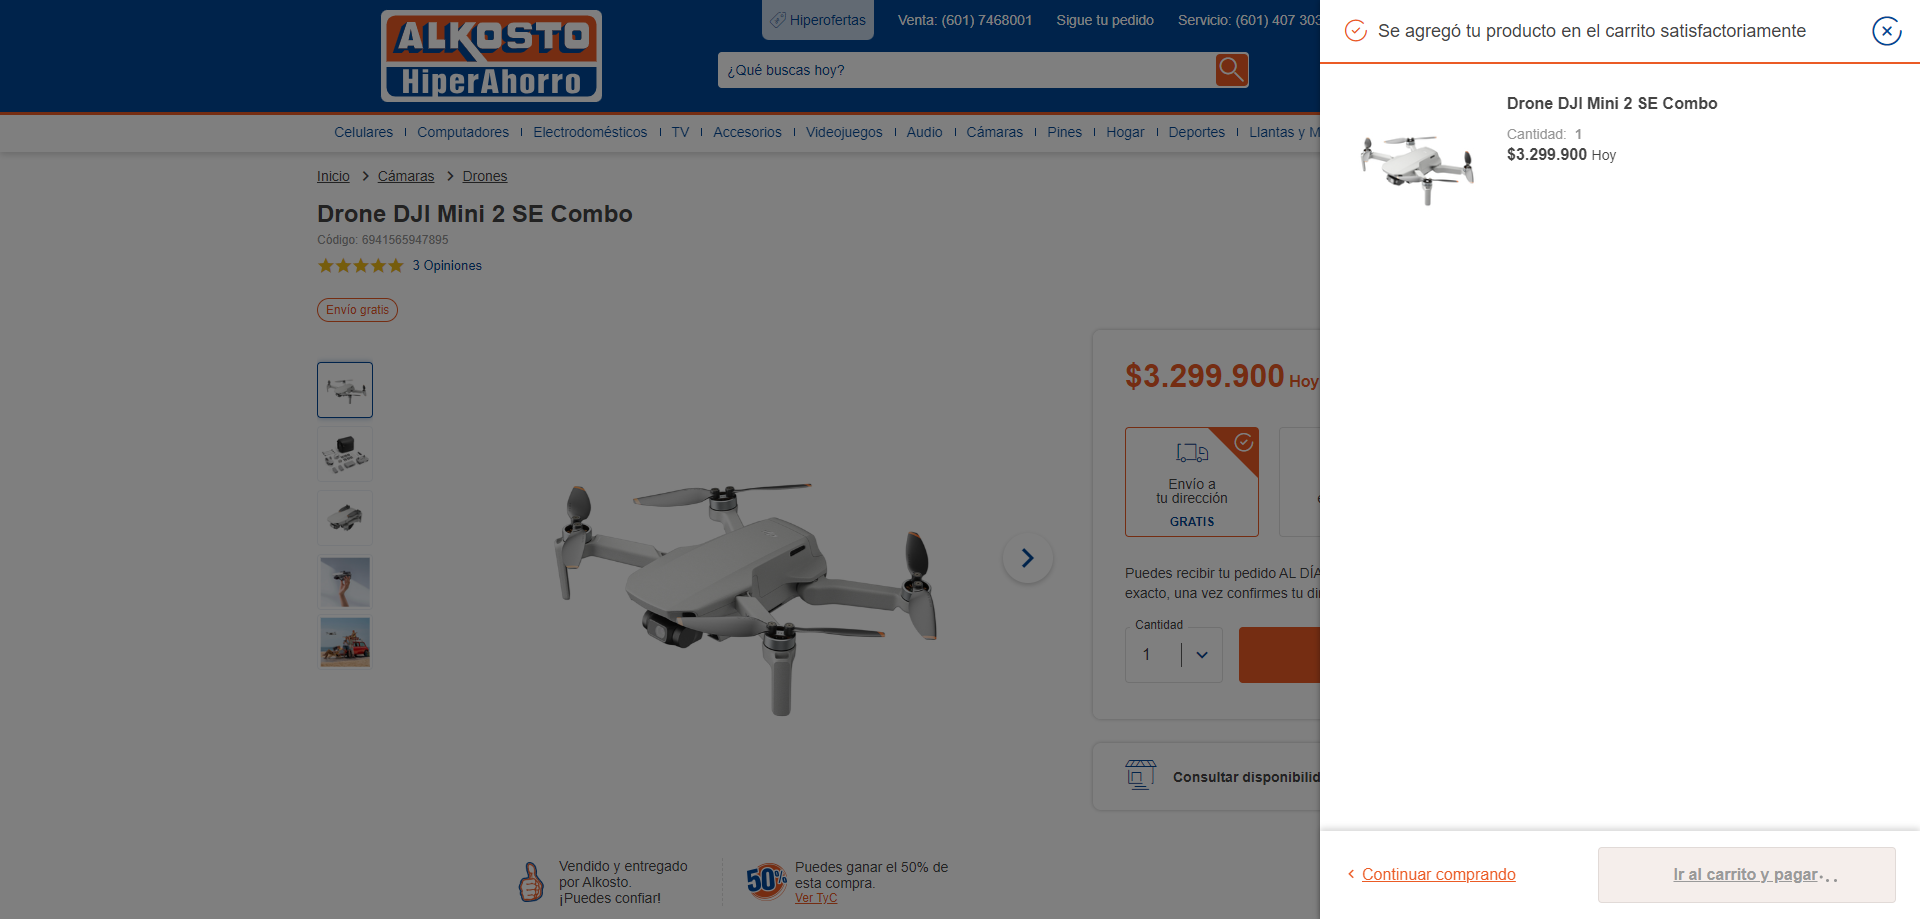 ALKOSTO
HiperAhorro
Hiperofertas
Venta: (601) 7468001
Sigue tu pedido
Servicio: (601) 407 303
¿Qué buscas hoy?
Celulares
Computadores
Electrodomésticos
TV
Accesorios
Videojuegos
Audio
Cámaras
Pines
Hogar
Deportes
Llantas y M
Inicio > Cámaras > Drones
Drone DJI Mini 2 SE Combo
Código: 6941565947895
3 Opiniones
Envío gratis
$3.299.900 Hoy
Envío a
tu dirección
GRATIS
Puedes recibir tu pedido AL DÍA
exacto, una vez confirmes tu di
Cantidad
1
Consultar disponibilid
Vendido y entregado
por Alkosto.
¡Puedes confiar!
50%
Puedes ganar el 50% de
esta compra.
Ver TyC
Se agregó tu producto en el carrito satisfactoriamente
Drone DJI Mini 2 SE Combo
Cantidad: 1
$3.299.900 Hoy
Continuar comprando
Ir al carrito y pagar...